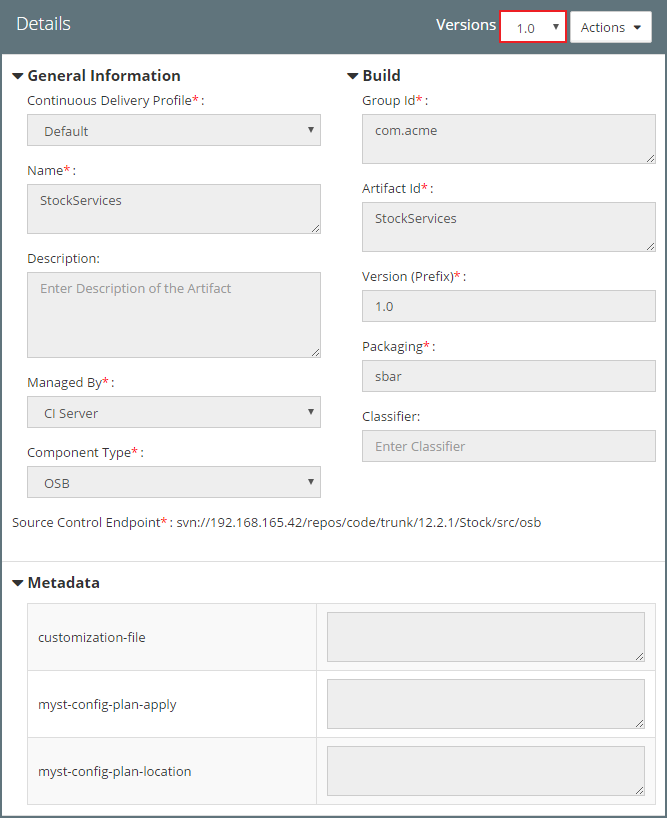 Details
Versions 1.0 Actions
General Information
Continuous Delivery Profile*:
Default
Name*:
StockServices
Description:
Enter Description of the Artifact
Managed By*:
CI Server
Component Type*:
OSB
Build
Group Id*:
com.acme
Artifact Id*:
StockServices
Version (Prefix)*:
1.0
Packaging*:
sbar
Classifier:
Enter Classifier
Source Control Endpoint*: svn://192.168.165.42/repos/code/trunk/12.2.1/Stock/src/osb
Metadata
customization-file
myst-config-plan-apply
myst-config-plan-location